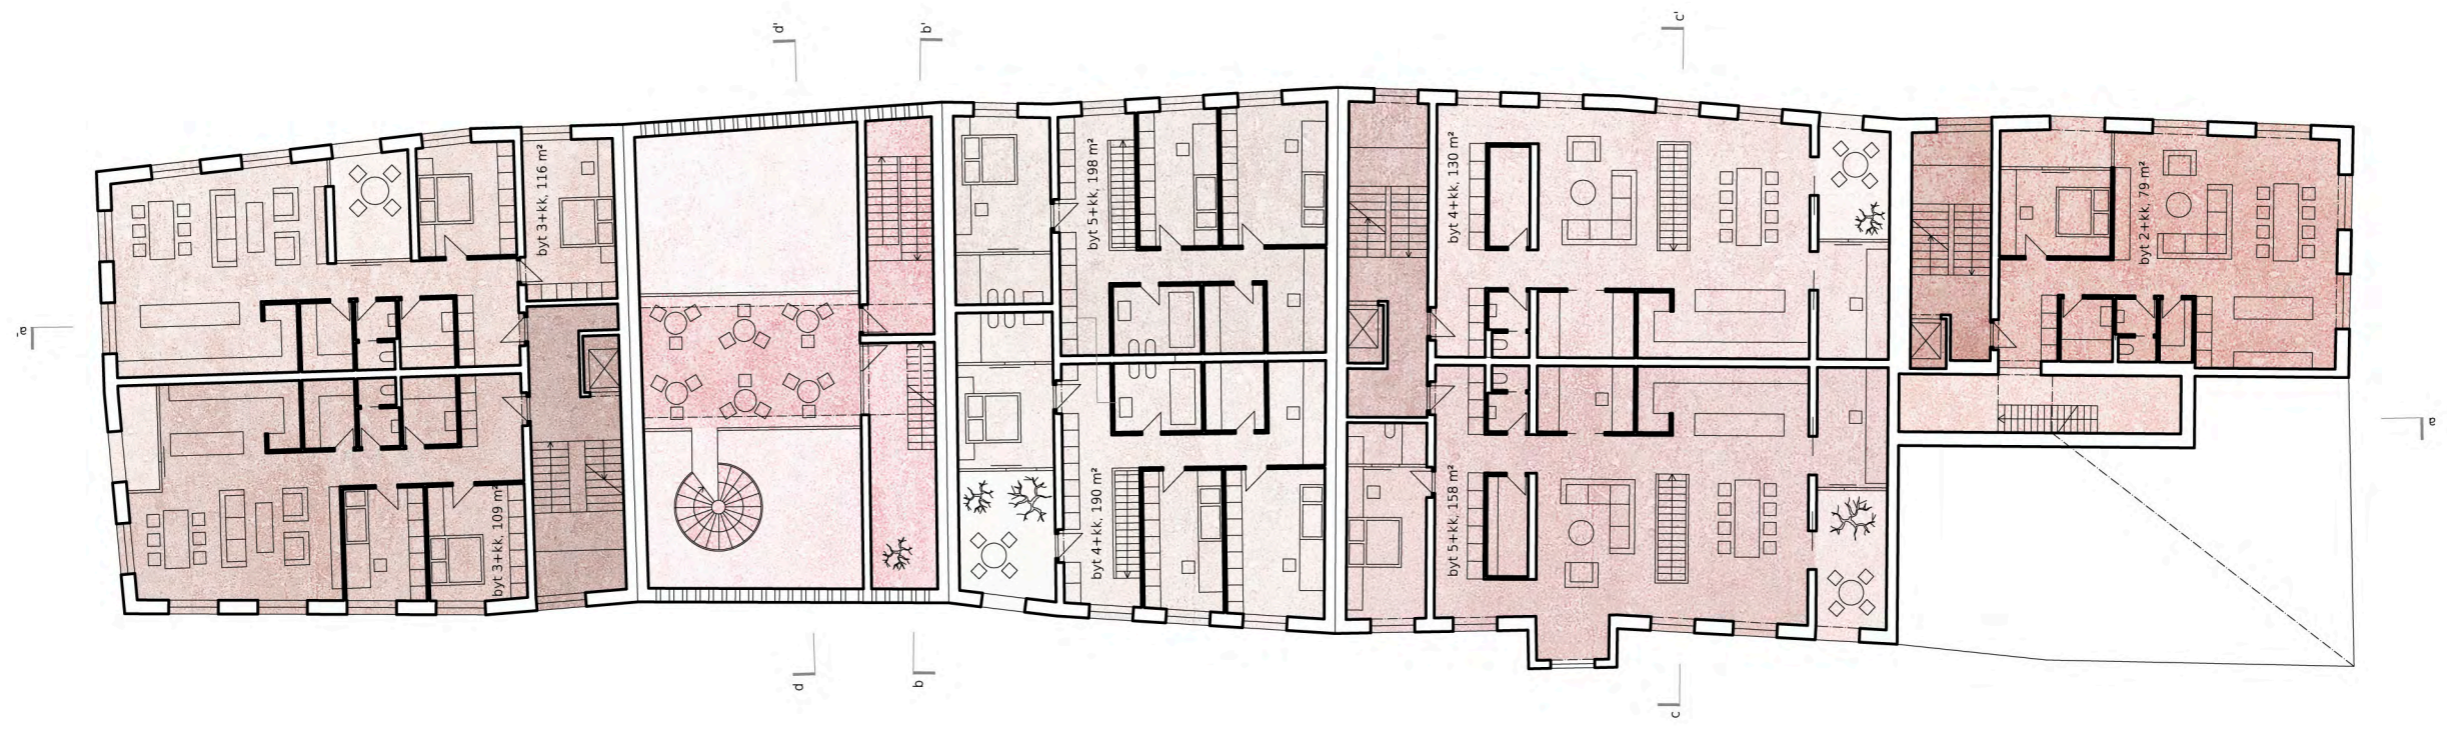 d'
b'
c'
byt 3+kk, 116 m²
byt 5+kk, 198 m²
byt 4+kk, 130 m²
byt 2+kk, 79 m²
a'
a
byt 3+kk, 109 m²
byt 4+kk, 190 m²
byt 5+kk, 158 m²
d
b
c